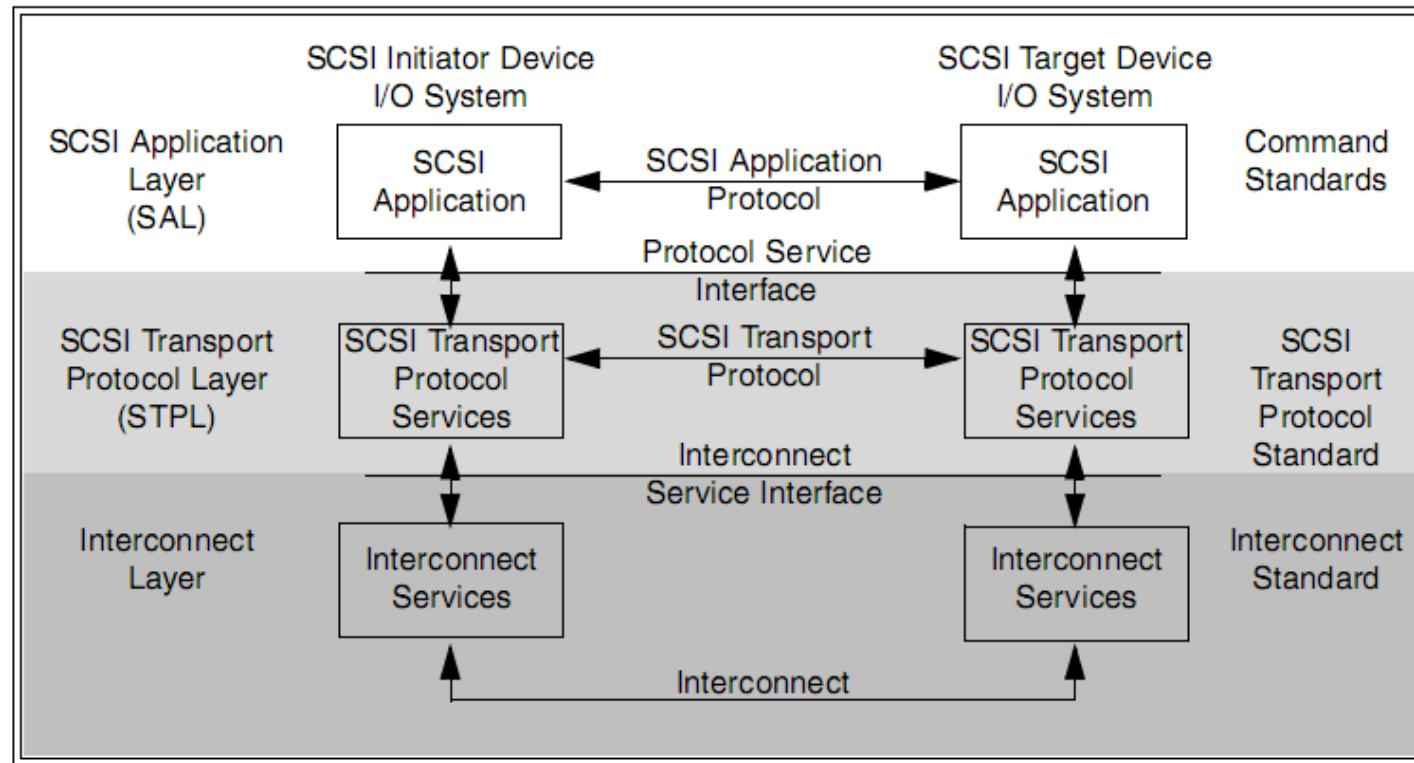 SCSI Initiator Device
I/O System
SCSI Target Device
I/O System
SCSI Application
Layer
(SAL)
SCSI
Application
SCSI Application
Protocol
SCSI
Application
Command
Standards
Protocol Service
Interface
SCSI Transport
Protocol Layer
(STPL)
SCSI Transport
Protocol
Services
SCSI Transport
Protocol
SCSI Transport
Protocol
Services
SCSI
Transport
Protocol
Standard
Interconnect
Service Interface
Interconnect
Layer
Interconnect
Services
Interconnect
Services
Interconnect
Standard
Interconnect